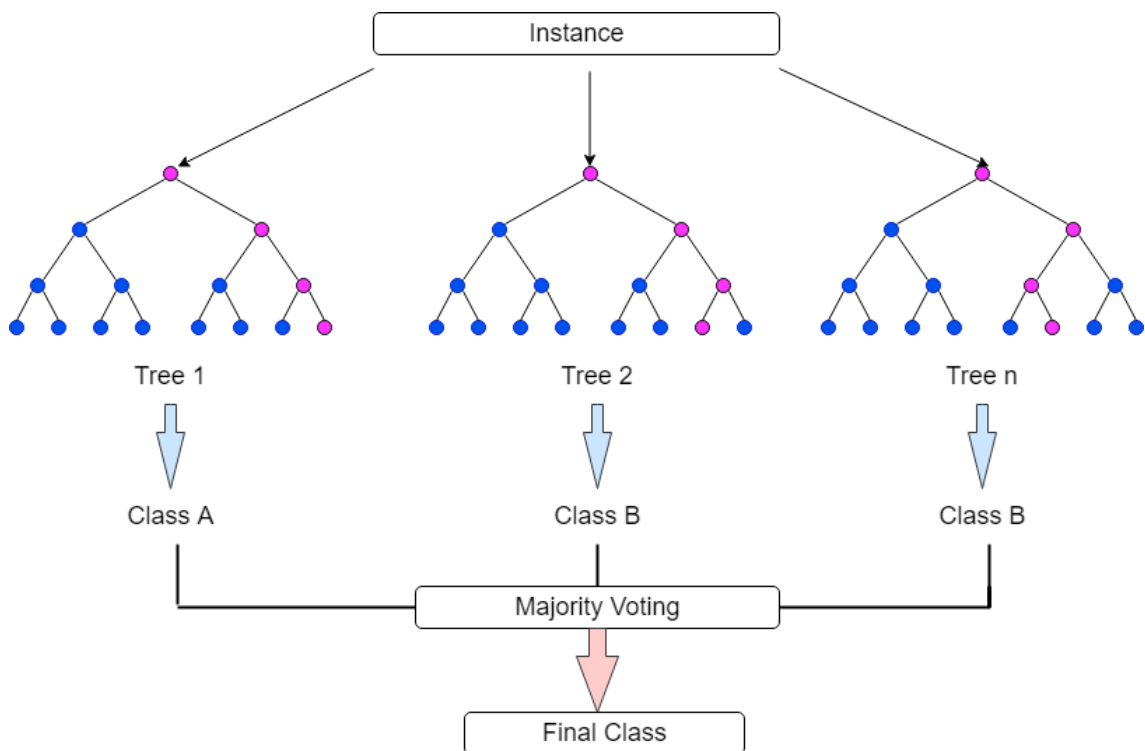 Instance
Tree 1
Tree 2
Tree n
Class A
Class B
Class B
Majority Voting
Final Class